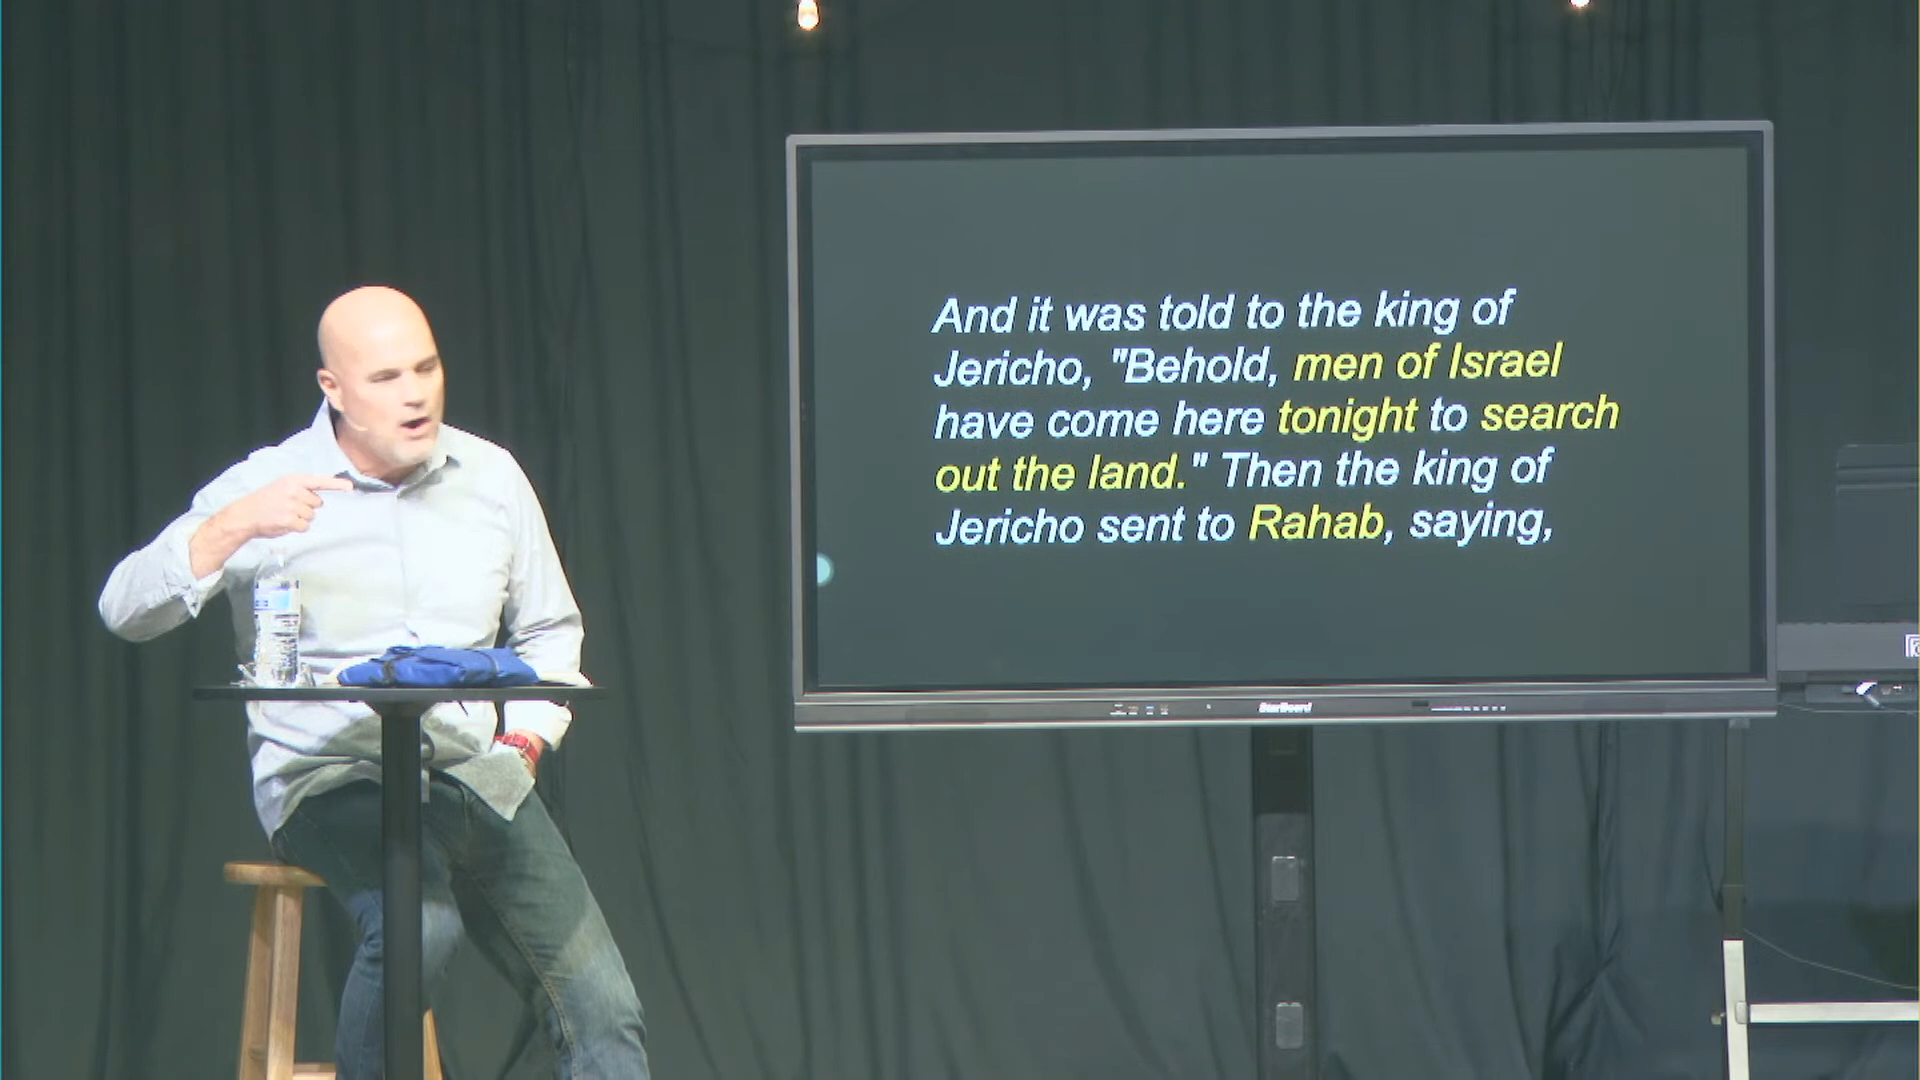 And it was told to the king of
Jericho, "Behold, men of Israel
have come here tonight to search
out the land." Then the king of
Jericho sent to Rahab, saying,
StarBoard